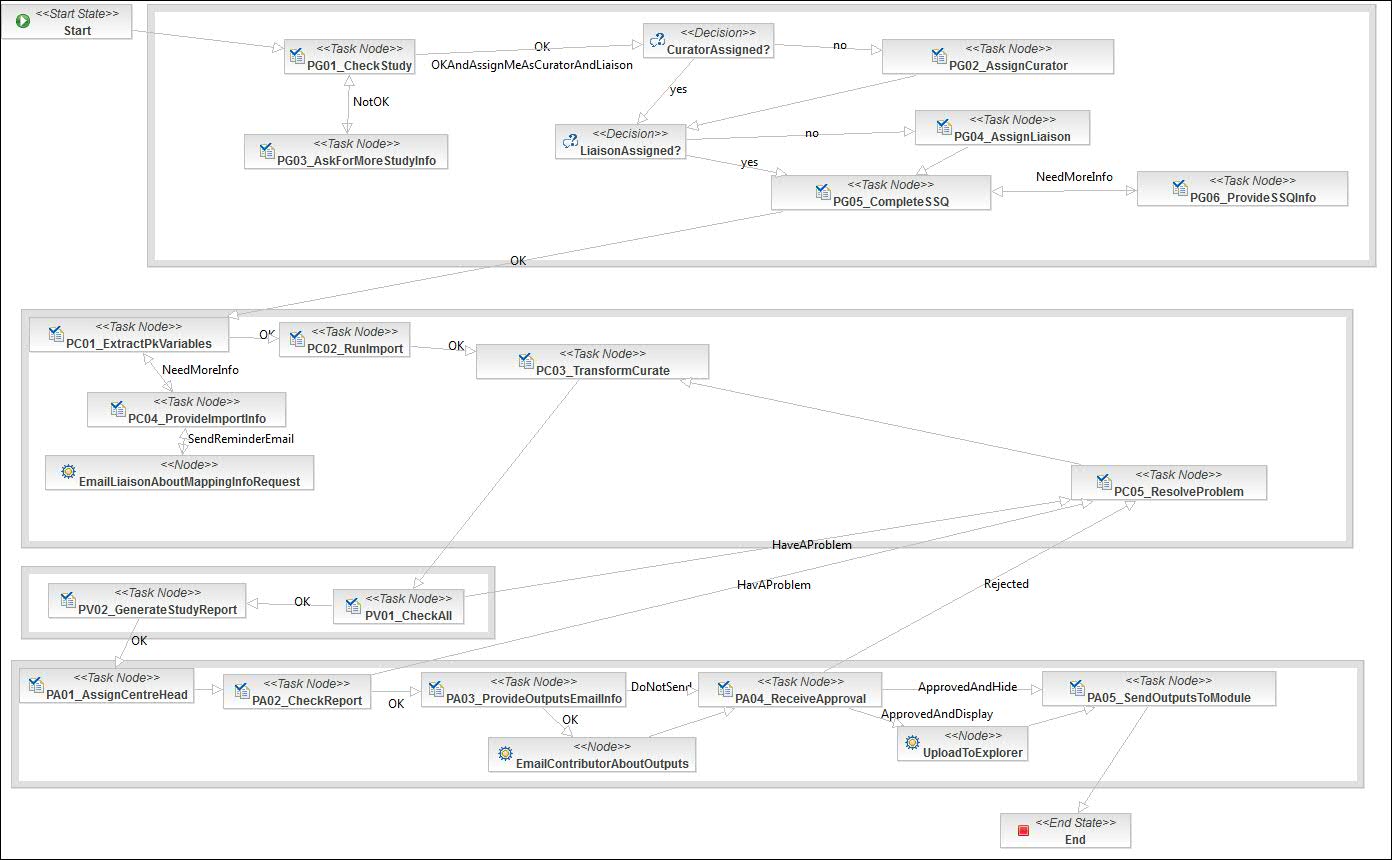 <<Start State>>
Start
<<Task Node>>
PG01_CheckStudy
OK
OKAndAssignMeAsCuratorAndLiaison
<<Decision>>
CuratorAssigned?
no
<<Task Node>>
PG02_AssignCurator
yes
NotOK
<<Task Node>>
PG03_AskForMoreStudyInfo
<<Decision>>
LiaisonAssigned?
no
<<Task Node>>
PG04_AssignLiaison
yes
<<Task Node>>
PG05_CompleteSSQ
NeedMoreInfo
<<Task Node>>
PG06_ProvideSSQInfo
OK
<<Task Node>>
PC01_ExtractPkVariables
OK
<<Task Node>>
PC02_RunImport
OK
<<Task Node>>
PC03_TransformCurate
NeedMoreInfo
<<Task Node>>
PC04_ProvideImportInfo
SendReminderEmail
<<Node>>
EmailLiaisonAboutMappingInfoRequest
<<Task Node>>
PC05_ResolveProblem
HaveAProblem
HavAProblem
Rejected
<<Task Node>>
PV02_GenerateStudyReport
OK
<<Task Node>>
PV01_CheckAll
OK
<<Task Node>>
PA01_AssignCentreHead
<<Task Node>>
PA02_CheckReport
OK
<<Task Node>>
PA03_ProvideOutputsEmailInfo
DoNotSend
<<Task Node>>
PA04_ReceiveApproval
ApprovedAndHide
<<Task Node>>
PA05_SendOutputsToModule
OK
ApprovedAndDisplay
<<Node>>
EmailContributorAboutOutputs
<<Node>>
UploadToExplorer
<<End State>>
End